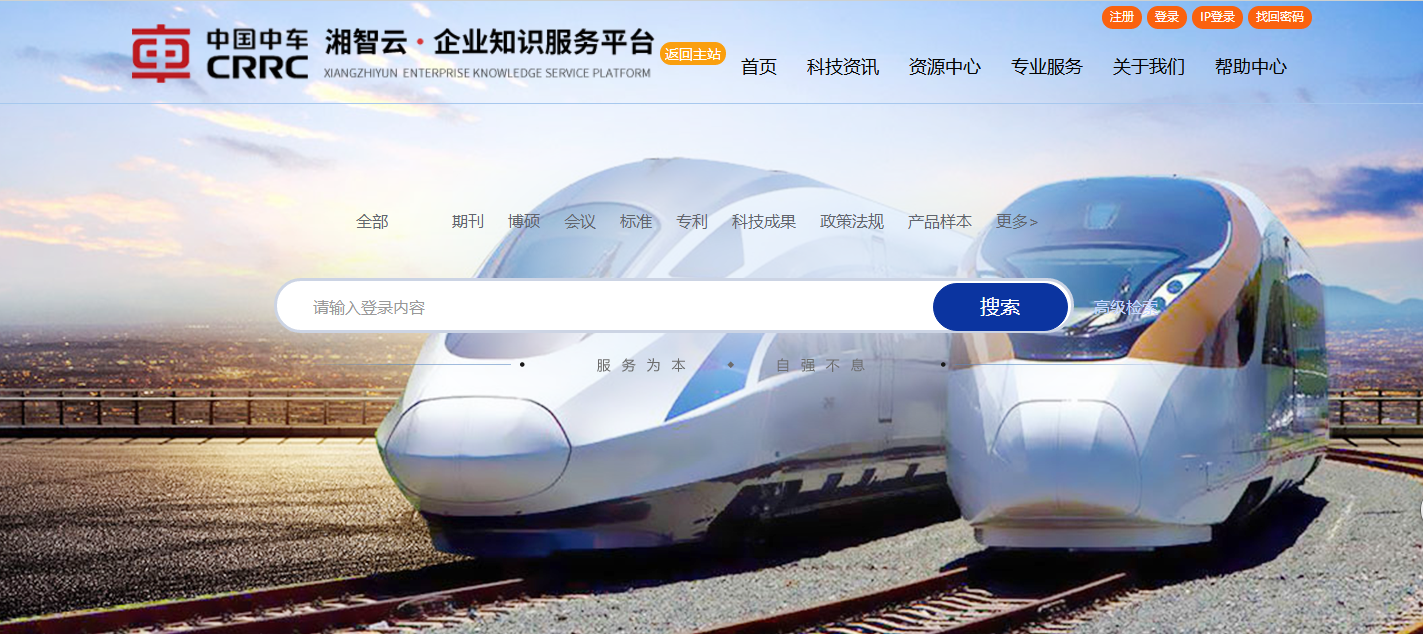 注册 登录 IP登录 找回密码
中国中车 湘智云·企业知识服务平台 返回主站
CRRC XIANGZHIYUN ENTERPRISE KNOWLEDGE SERVICE PLATFORM
首页 科技资讯 资源中心 专业服务 关于我们 帮助中心
全部 期刊 博硕 会议 标准 专利 科技成果 政策法规 产品样本 更多>
请输入登录内容 搜索 高级检索
服务为本 自强不息